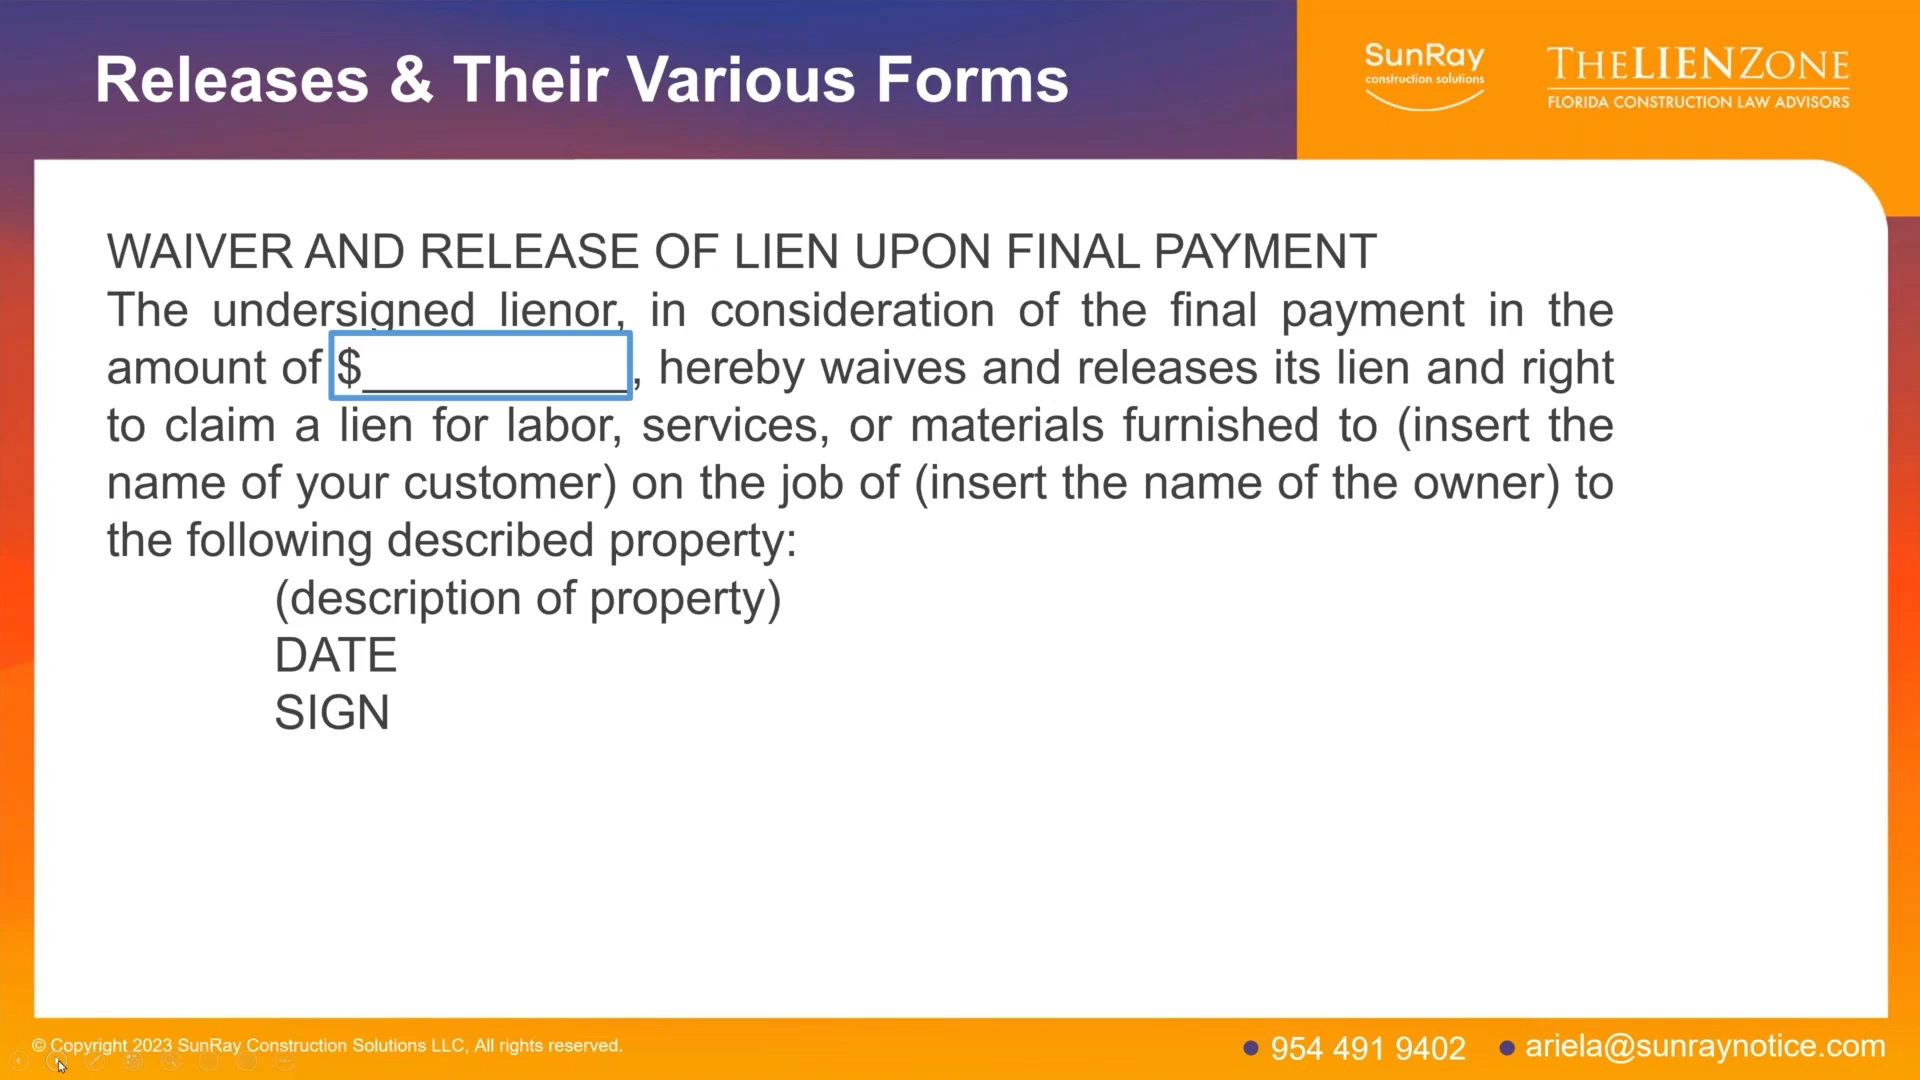 Releases & Their Various Forms
SunRay
construction solutions
THELIENZONE
FLORIDA CONSTRUCTION LAW ADVISORS
WAIVER AND RELEASE OF LIEN UPON FINAL PAYMENT
The undersigned lienor, in consideration of the final payment in the
amount of $__________, hereby waives and releases its lien and right
to claim a lien for labor, services, or materials furnished to (insert the
name of your customer) on the job of (insert the name of the owner) to
the following described property:
(description of property)
DATE
SIGN
© Copyright 2023 SunRay Construction Solutions LLC, All rights reserved.
954 491 9402
ariela@sunraynotice.com